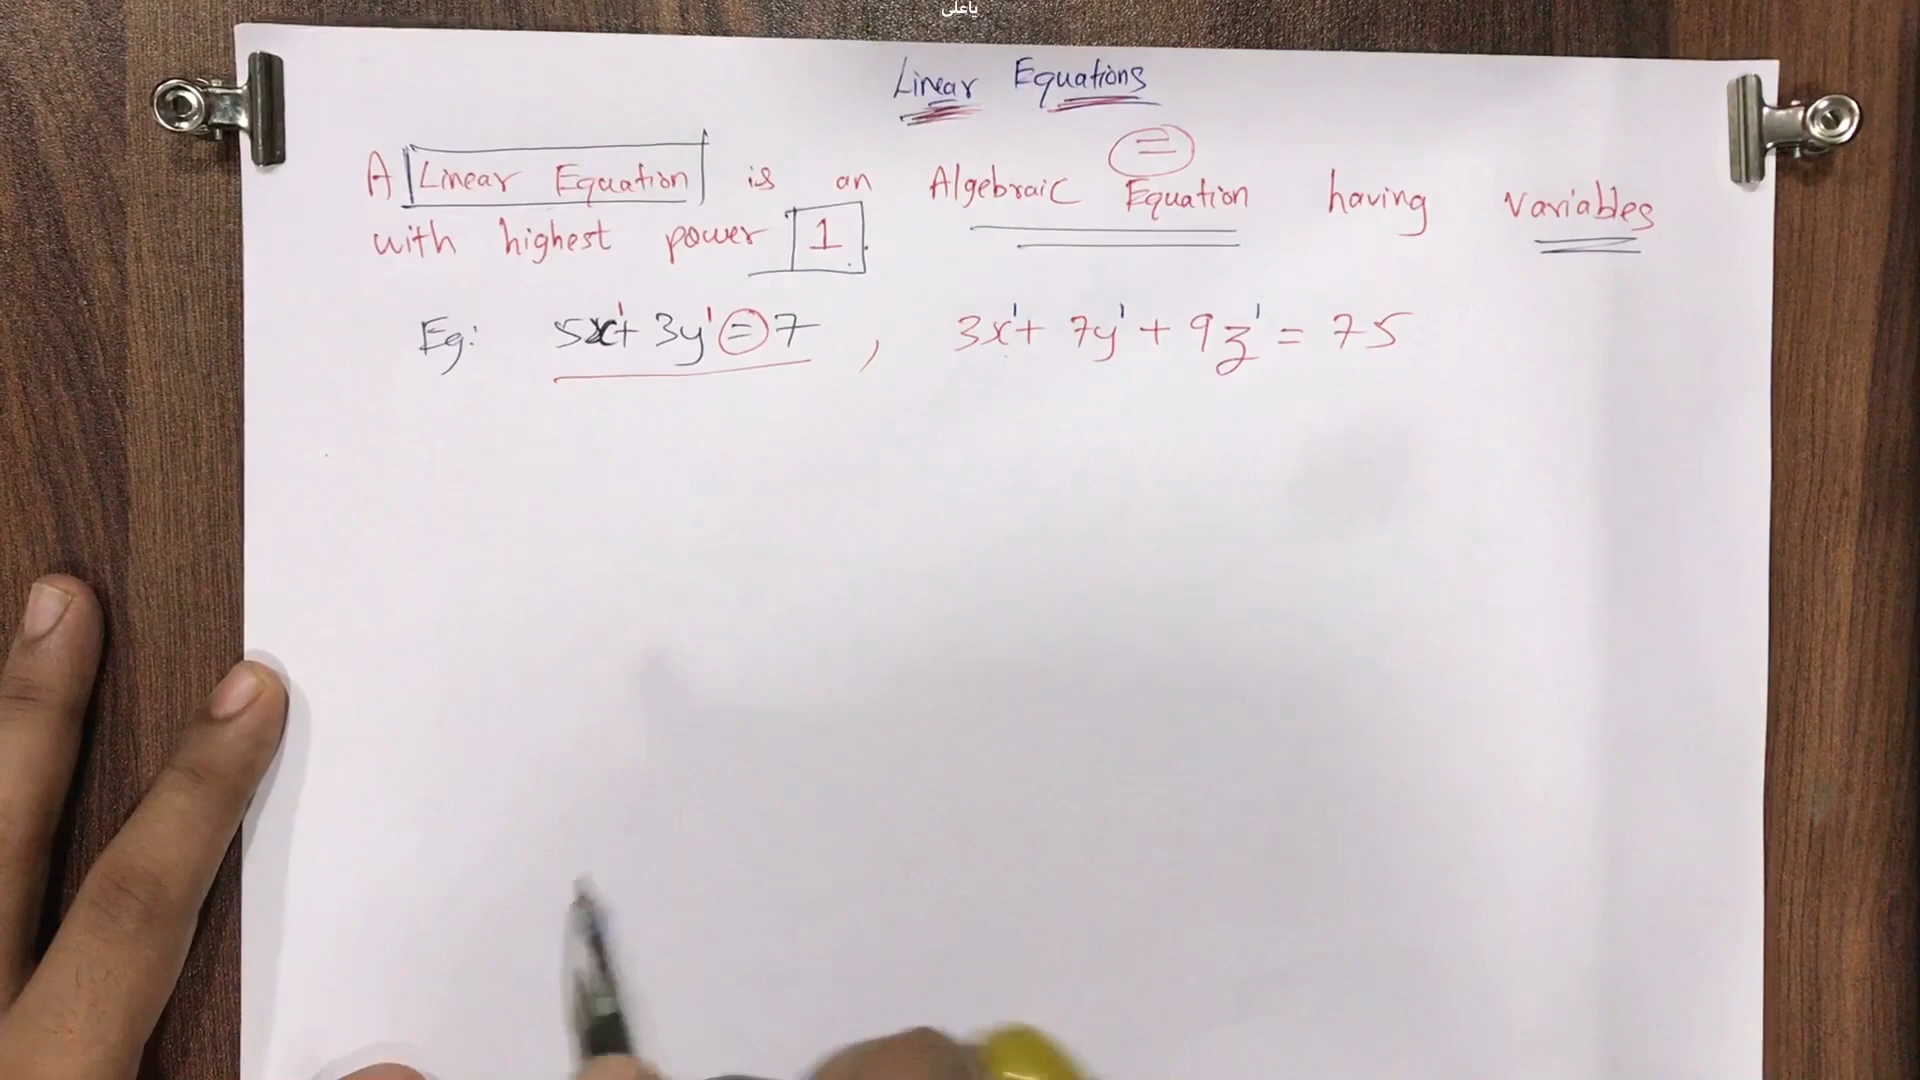 ياعلى
Linear Equations
=
A Linear Equation is an Algebraic Equation having variables
with highest power 1.
Eg: 5x¹+ 3y¹ = 7 , 3x¹+ 7y¹ + 9z¹ = 75